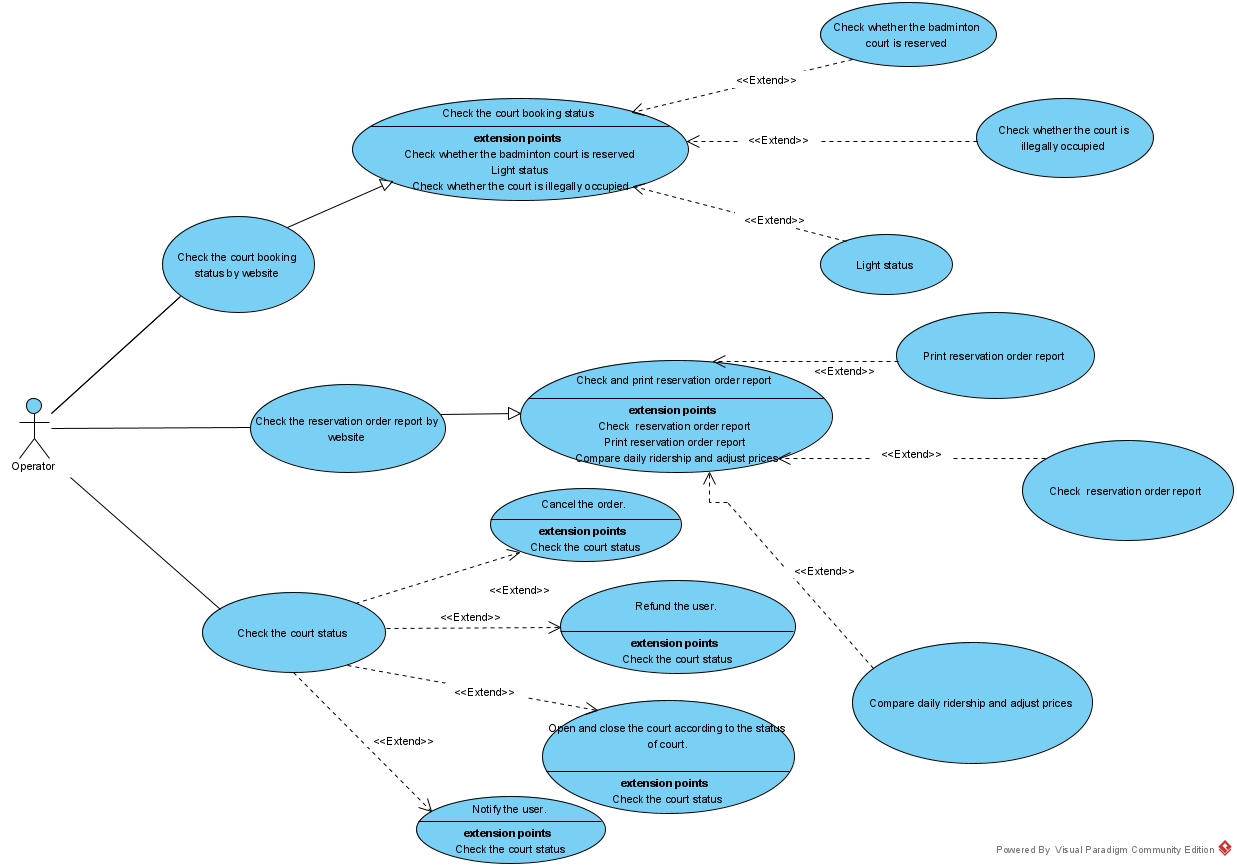 Check whether the badminton
court is reserved
<<Extend>>
Check the court booking status
extension points
Check whether the badminton court is reserved
Light status
Check whether the court is illegally occupied
<<Extend>>
Check whether the court is
illegally occupied
<<Extend>>
Light status
Check the court booking
status by website
Print reservation order report
<<Extend>>
Check and print reservation order report
extension points
Check  reservation order report
Print reservation order report
Compare daily ridership and adjust prices
Check the reservation order report by
website
Operator
<<Extend>>
Check  reservation order report
Cancel the order.
extension points
Check the court status
<<Extend>>
<<Extend>>
<<Extend>>
Refund the user.
extension points
Check the court status
Check the court status
<<Extend>>
Compare daily ridership and adjust prices
Open and close the court according to the status
of court.
extension points
Check the court status
<<Extend>>
Notify the user.
extension points
Check the court status
Powered By  Visual Paradigm Community Edition